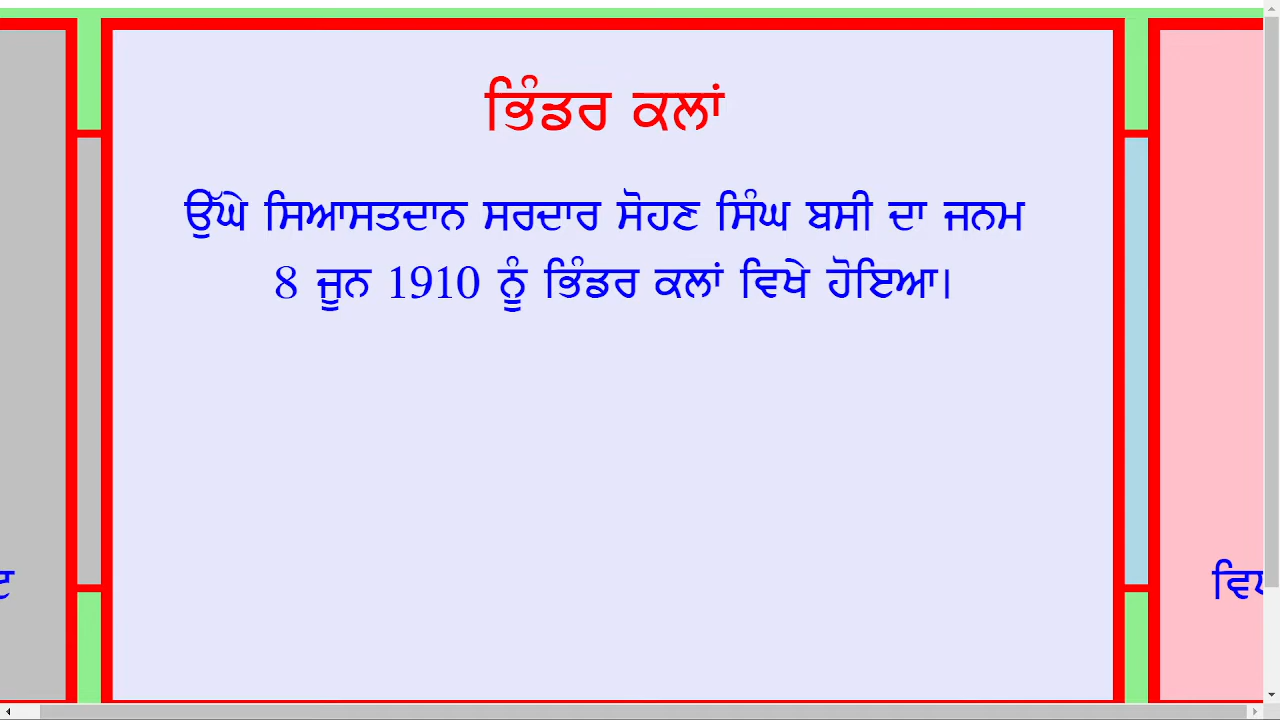 ਭਿੰਡਰ ਕਲਾਂ
ਉੱਘੇ ਸਿਆਸਤਦਾਨ ਸਰਦਾਰ ਸੋਹਣ ਸਿੰਘ ਬਸੀ ਦਾ ਜਨਮ
8 ਜੂਨ 1910 ਨੂੰ ਭਿੰਡਰ ਕਲਾਂ ਵਿਖੇ ਹੋਇਆ।